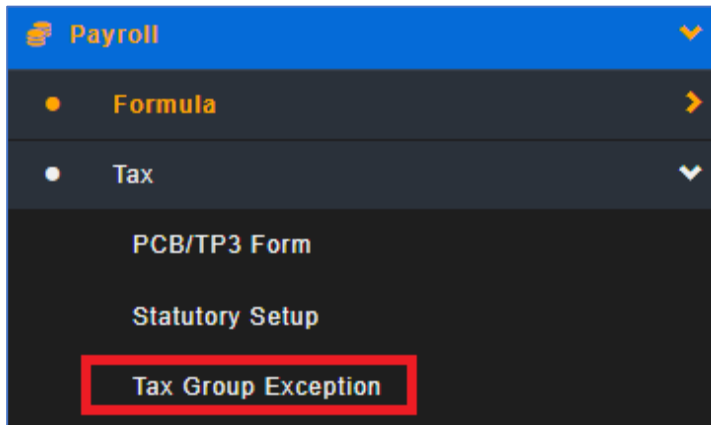 Payroll
Formula
Tax
PCB/TP3 Form
Statutory Setup
Tax Group Exception